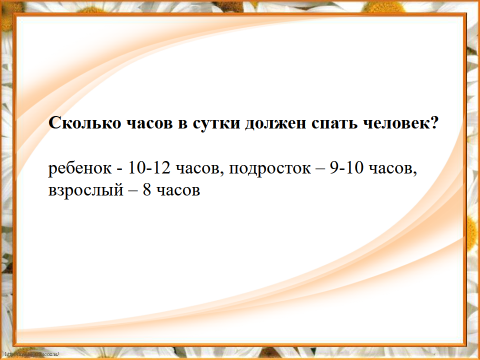 Сколько часов в сутки должен спать человек?
ребенок - 10-12 часов, подросток – 9-10 часов,
взрослый – 8 часов